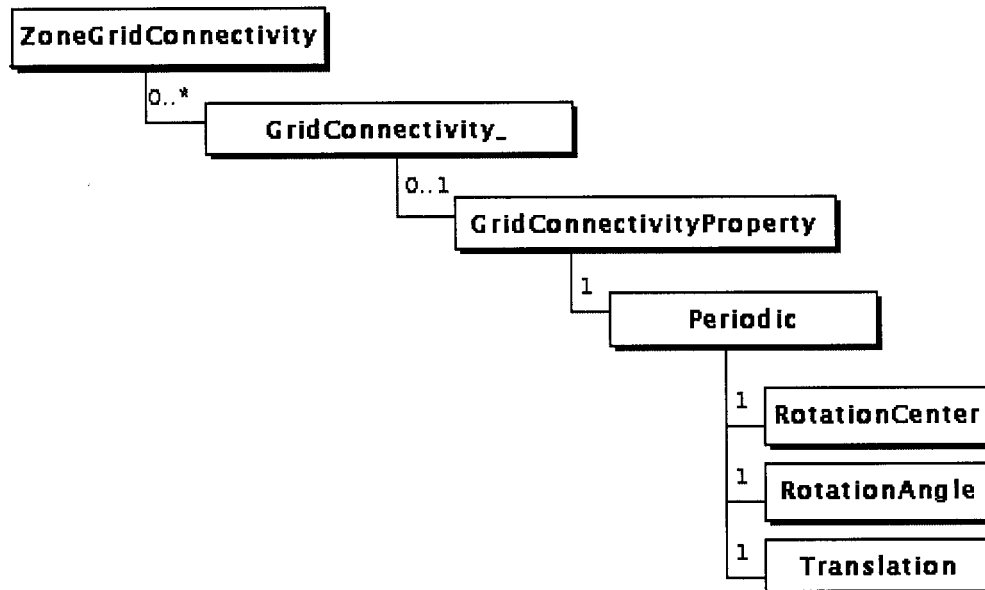 ZoneGridConnectivity
0..*
GridConnectivity_
0..1
GridConnectivityProperty
1
Periodic
1
RotationCenter
1
RotationAngle
1
Translation